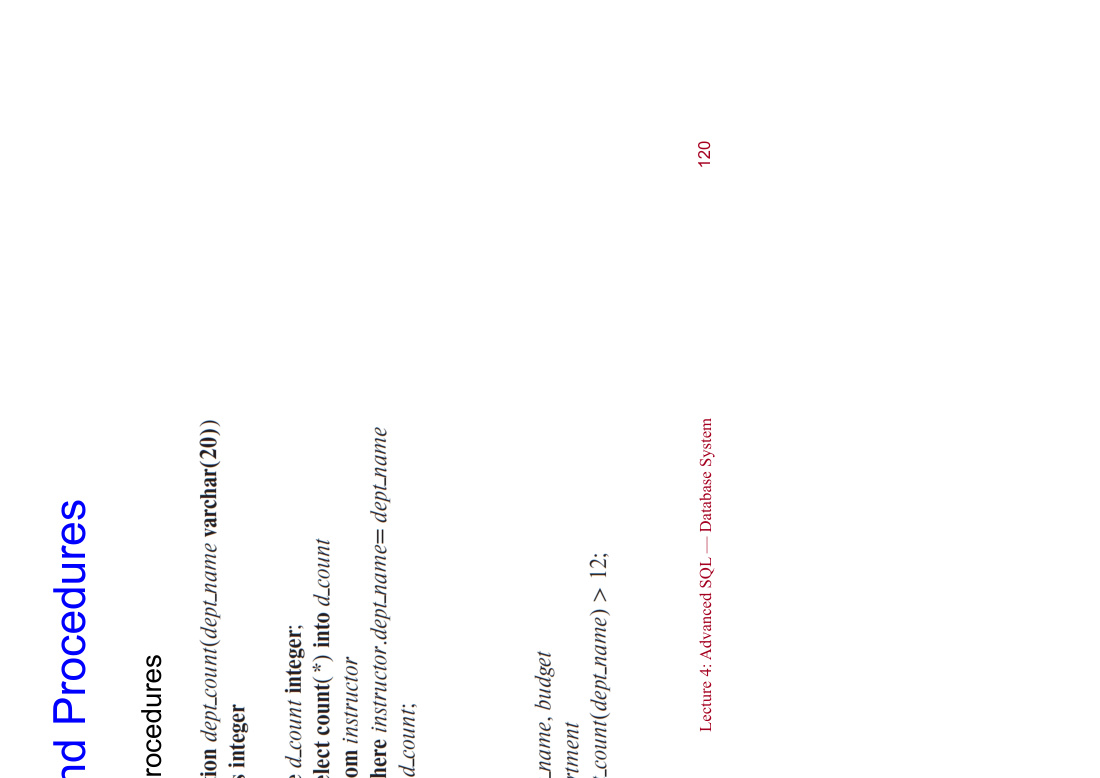 nd Procedures
rocedures
tion dept_count(dept_name varchar(20))
s integer
e d_count integer;
elect count(*) into d_count
om instructor
here instructor.dept_name= dept_name
d_count;
_name, budget
rtment
_count(dept_name) > 12;
Lecture 4: Advanced SQL — Database System 120